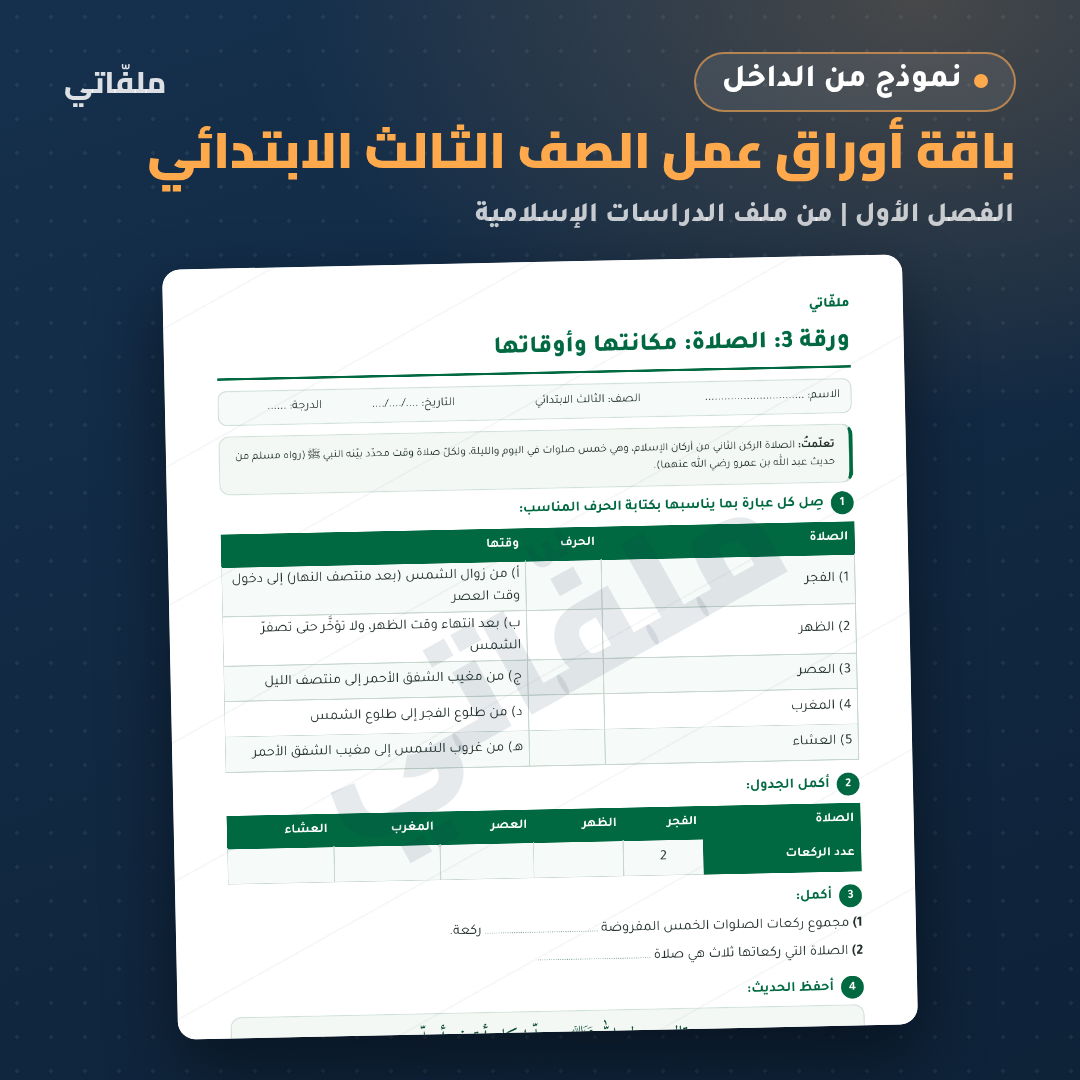 نموذج من الداخل
ملفّاتي
باقة أوراق عمل الصف الثالث الابتدائي
الفصل الأول | من ملف الدراسات الإسلامية
ملفّاتي
ورقة 3: الصلاة: مكانتها وأوقاتها
الاسم: .............................. الصف: الثالث الابتدائي التاريخ: ..../..../.... الدرجة: ......
تعلّمتُ: الصلاة الركن الثاني من أركان الإسلام، وهي خمس صلوات في اليوم والليلة، ولكلّ صلاة وقت محدّد بيّنه النبي ﷺ (رواه مسلم من
حديث عبد الله بن عمرو رضي الله عنهما).
1 صِل كل عبارة بما يناسبها بكتابة الحرف المناسب:
الصلاة الحرف وقتها
1) الفجر أ) من زوال الشمس (بعد منتصف النهار) إلى دخول
وقت العصر
2) الظهر ب) بعد انتهاء وقت الظهر، ولا تؤخَّر حتى تصفرّ
الشمس
3) العصر ج) من مغيب الشفق الأحمر إلى منتصف الليل
4) المغرب د) من طلوع الفجر إلى طلوع الشمس
5) العشاء هـ) من غروب الشمس إلى مغيب الشفق الأحمر
ملفّاتي
2 أكمل الجدول:
الصلاة الفجر الظهر العصر المغرب العشاء
عدد الركعات 2
3 أكمل:
1) مجموع ركعات الصلوات الخمس المفروضة .............................. ركعة.
2) الصلاة التي ركعاتها ثلاث هي صلاة ..............................
4 أحفظ الحديث: